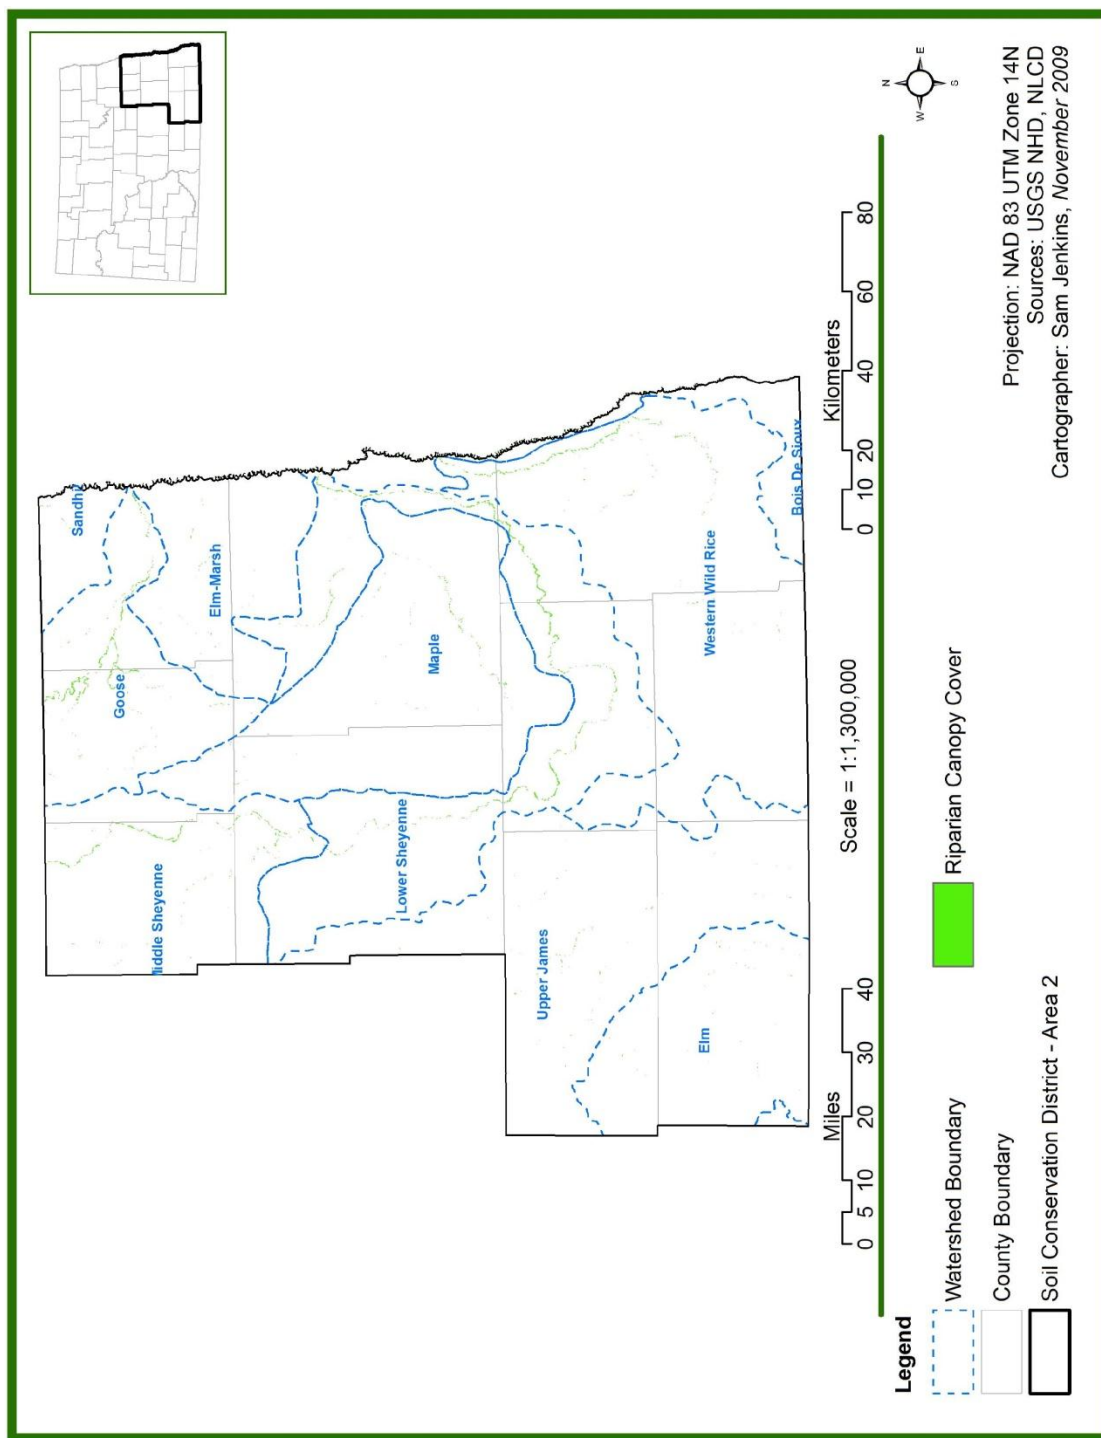 Sandhi
Goose
Elm-Marsh
Middle Sheyenne
Maple
Lower Sheyenne
Upper James
Western Wild Rice
Elm
Bois De Sioux
Miles
0 5 10 20 30 40
Scale = 1:1,300,000
Kilometers
0 10 20 40 60 80
Legend
Watershed Boundary
County Boundary
Soil Conservation District - Area 2
Riparian Canopy Cover
N
W
E
S
Projection: NAD 83 UTM Zone 14N
Sources: USGS NHD, NLCD
Cartographer: Sam Jenkins, November 2009